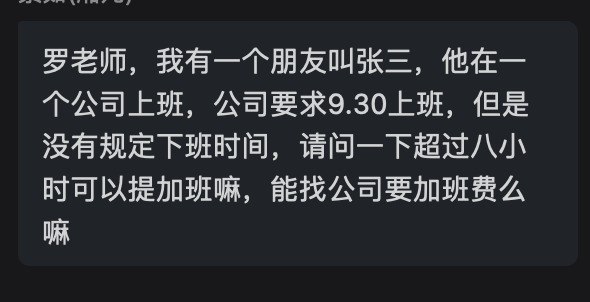 罗老师，我有一个朋友叫张三，他在一
个公司上班，公司要求9.30上班，但是
没有规定下班时间，请问一下超过八小
时可以提加班嘛，能找公司要加班费么
嘛